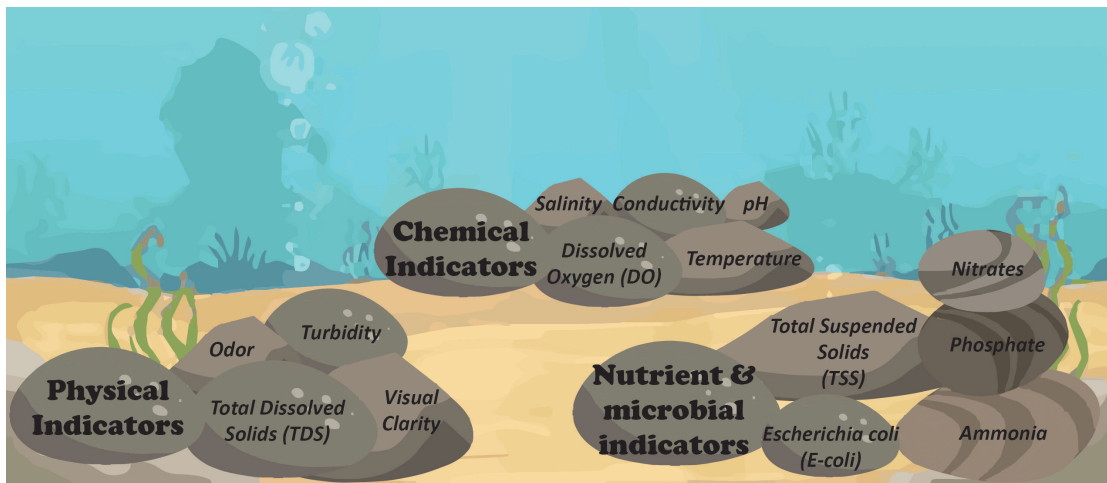 Chemical
Indicators
Salinity
Conductivity
pH
Dissolved
Oxygen (DO)
Temperature
Physical
Indicators
Odor
Turbidity
Total Dissolved
Solids (TDS)
Visual
Clarity
Nutrient &
microbial
indicators
Total Suspended
Solids
(TSS)
Escherichia coli
(E-coli)
Nitrates
Phosphate
Ammonia